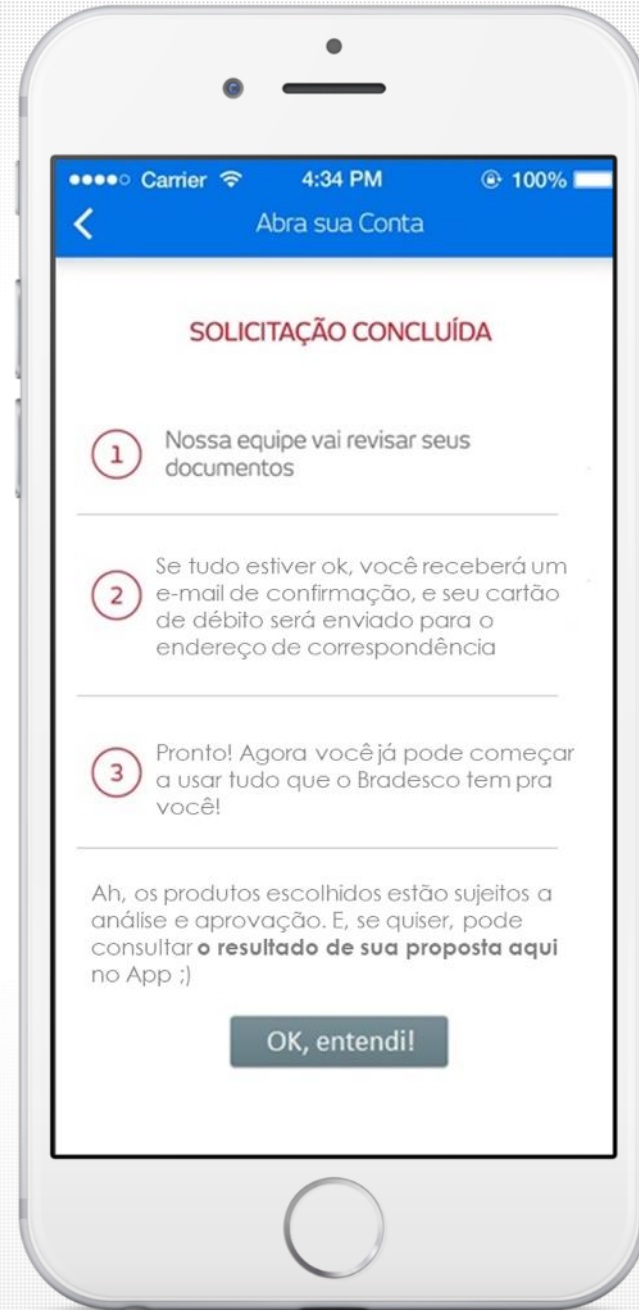 Carrier 4:34 PM 100%
Abra sua Conta
SOLICITAÇÃO CONCLUÍDA
1 Nossa equipe vai revisar seus
documentos
2 Se tudo estiver ok, você receberá um
e-mail de confirmação, e seu cartão
de débito será enviado para o
endereço de correspondência
3 Pronto! Agora você já pode começar
a usar tudo que o Bradesco tem pra
você!
Ah, os produtos escolhidos estão sujeitos a
análise e aprovação. E, se quiser, pode
consultar o resultado de sua proposta aqui
no App ;)
OK, entendi!